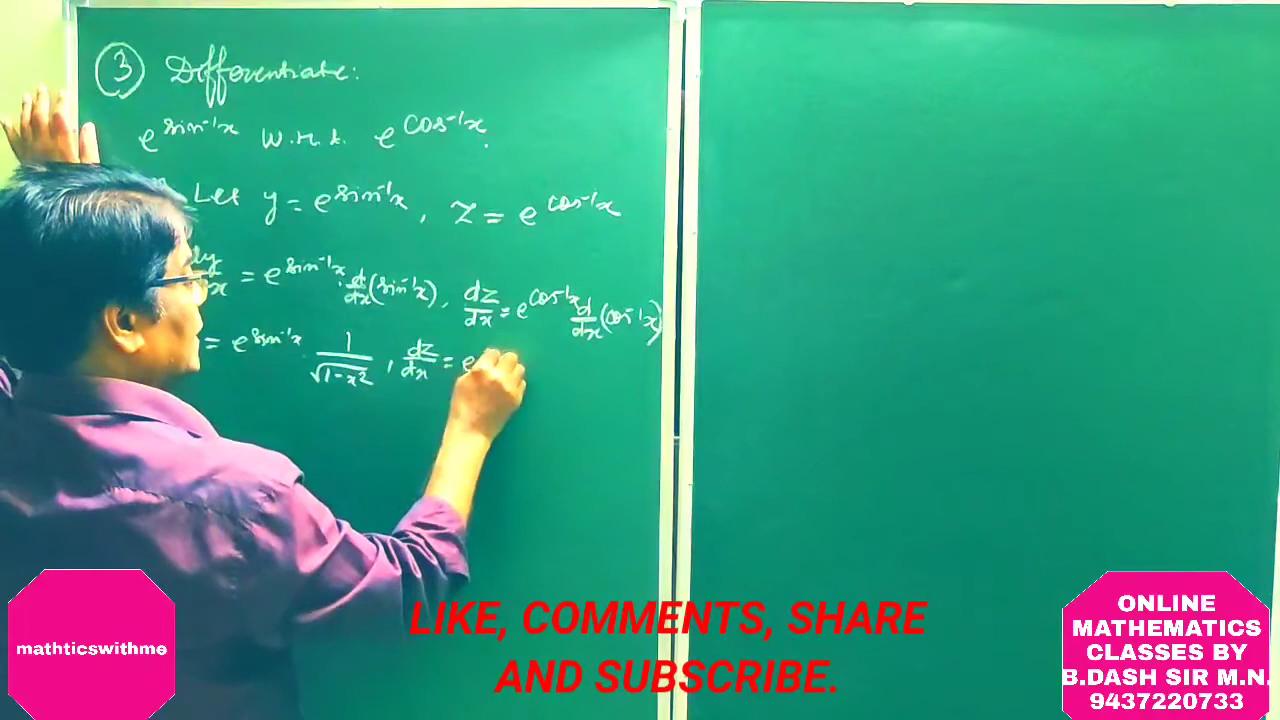 ③ Differentiate:
e^sin⁻¹x w.r.t. e^cos⁻¹x.
Let y = e^sin⁻¹x, z = e^cos⁻¹x
dy/dx = e^sin⁻¹x · d/dx(sin⁻¹x), dz/dx = e^cos⁻¹x d/dx(cos⁻¹x)
= e^sin⁻¹x · 1/√1-x², dz/dx = e
LIKE, COMMENTS, SHARE
AND SUBSCRIBE.
mathticswithme
ONLINE
MATHEMATICS
CLASSES BY
B.DASH SIR M.N.
9437220733